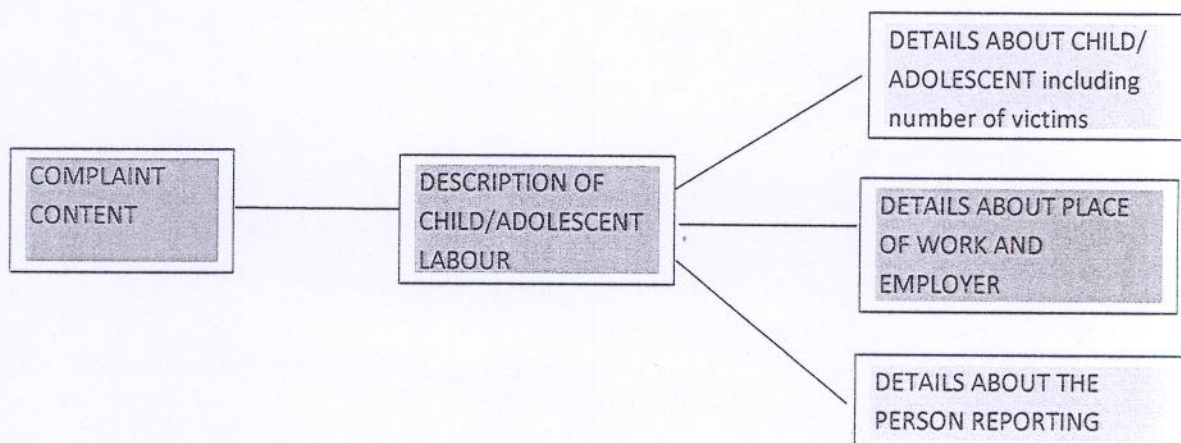 COMPLAINT
CONTENT
DESCRIPTION OF
CHILD/ADOLESCENT
LABOUR
DETAILS ABOUT CHILD/
ADOLESCENT including
number of victims
DETAILS ABOUT PLACE
OF WORK AND
EMPLOYER
DETAILS ABOUT THE
PERSON REPORTING